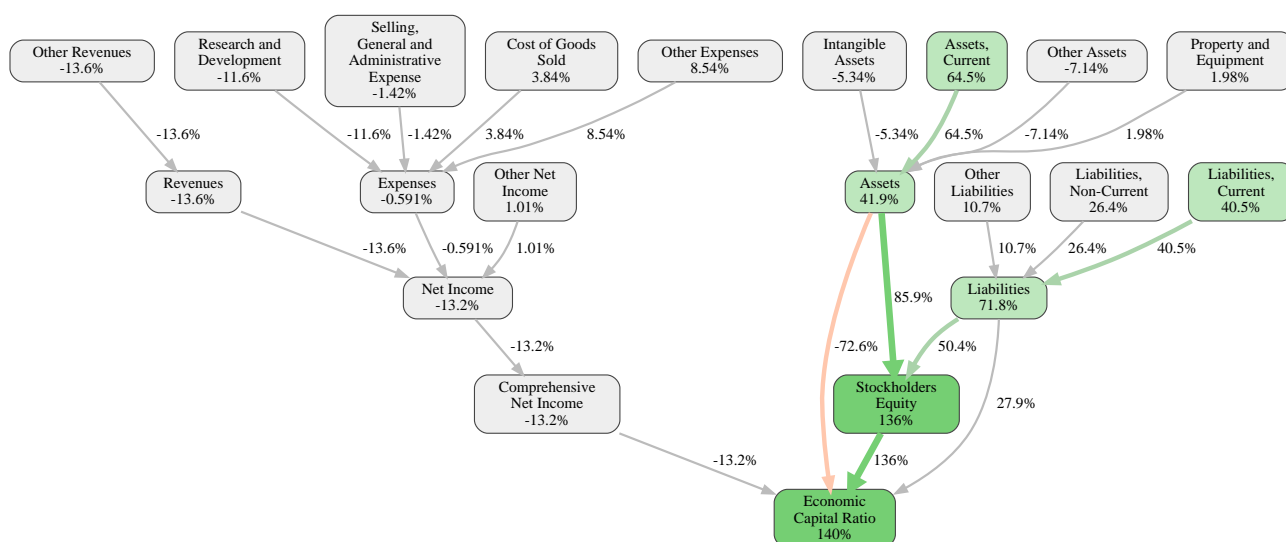 Other Revenues
-13.6%
Research and
Development
-11.6%
Selling,
General and
Administrative
Expense
-1.42%
Cost of Goods
Sold
3.84%
Other Expenses
8.54%
Intangible
Assets
-5.34%
Assets,
Current
64.5%
Other Assets
-7.14%
Property and
Equipment
1.98%
-13.6%
-11.6%
-1.42%
3.84%
8.54%
-5.34%
64.5%
-7.14%
1.98%
Revenues
-13.6%
Expenses
-0.591%
Other Net
Income
1.01%
Assets
41.9%
Other
Liabilities
10.7%
Liabilities,
Non-Current
26.4%
Liabilities,
Current
40.5%
-13.6%
-0.591%
1.01%
10.7%
26.4%
40.5%
Net Income
-13.2%
85.9%
Liabilities
71.8%
-13.2%
-72.6%
50.4%
Comprehensive
Net Income
-13.2%
Stockholders
Equity
136%
27.9%
-13.2%
136%
Economic
Capital Ratio
140%